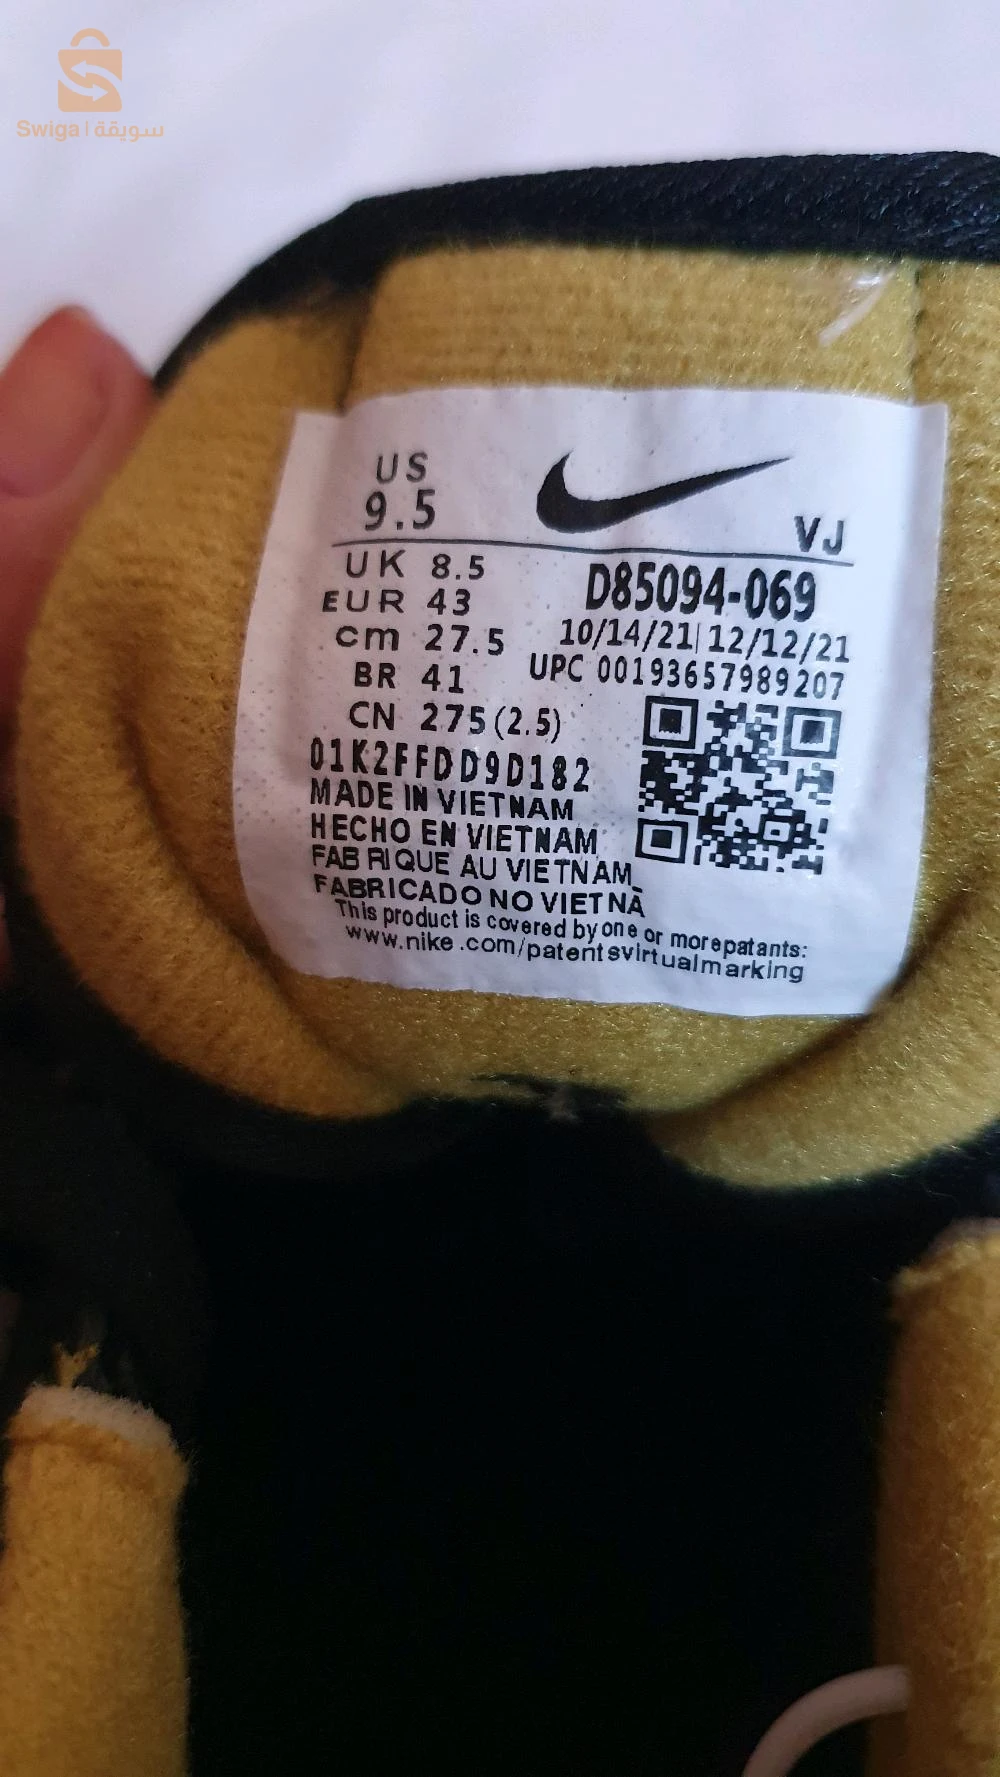 Swiga | سويقة
US
9.5
VJ
UK 8.5
D85094-069
EUR 43
10/14/21| 12/12/21
cm 27.5
UPC 00193657989207
BR 41
CN 275(2.5)
01K2FFDD9D182
MADE IN VIETNAM
HECHO EN VIETNAM
FABRIQUE AU VIETNAM
FABRICADO NO VIETNÃ
This product is covered by one or morepatants:
www.nike.com/patentsvirtualmarking